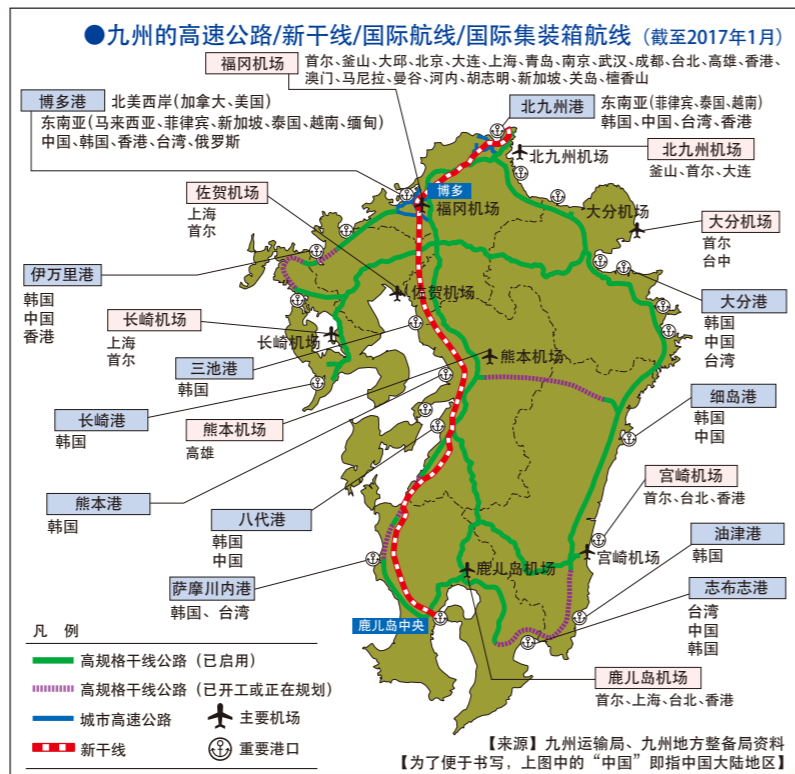 ●九州的高速公路/新干线/国际航线/国际集装箱航线（截至2017年1月）
福冈机场
首尔、釜山、大邱、北京、大连、上海、青岛、南京、武汉、成都、台北、高雄、香港、
澳门、马尼拉、曼谷、河内、胡志明、新加坡、关岛、檀香山
博多港
北美西岸(加拿大、美国)
东南亚(马来西亚、菲律宾、新加坡、泰国、越南、缅甸)
中国、韩国、香港、台湾、俄罗斯
北九州港
东南亚(菲律宾、泰国、越南)
韩国、中国、台湾、香港
北九州机场
北九州机场
釜山、首尔、大连
佐贺机场
上海
首尔
博多
福冈机场
大分机场
大分机场
首尔
台中
伊万里港
韩国
中国
香港
佐贺机场
大分港
韩国
中国
台湾
长崎机场
上海
首尔
长崎机场
三池港
韩国
熊本机场
长崎港
韩国
熊本机场
高雄
细岛港
韩国
中国
熊本港
韩国
八代港
韩国
中国
宫崎机场
首尔、台北、香港
宫崎机场
油津港
韩国
萨摩川内港
韩国、台湾
鹿儿岛机场
志布志港
台湾
中国
韩国
鹿儿岛中央
鹿儿岛机场
首尔、上海、台北、香港
凡 例
高规格干线公路（已启用）
高规格干线公路（已开工或正在规划）
城市高速公路
主要机场
新干线
重要港口
【来源】九州运输局、九州地方整备局资料
【为了便于书写，上图中的“中国”即指中国大陆地区】